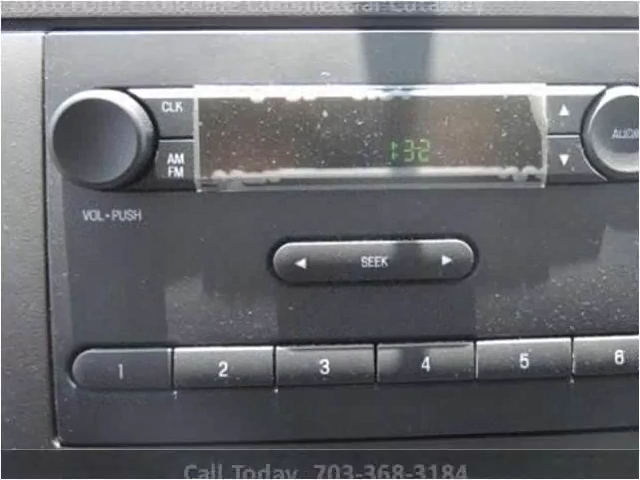 CLK
AM
FM
1:32
▲
▼
VOL•PUSH
◄ SEEK ►
1 2 3 4 5 6
Call Today 703-368-3184